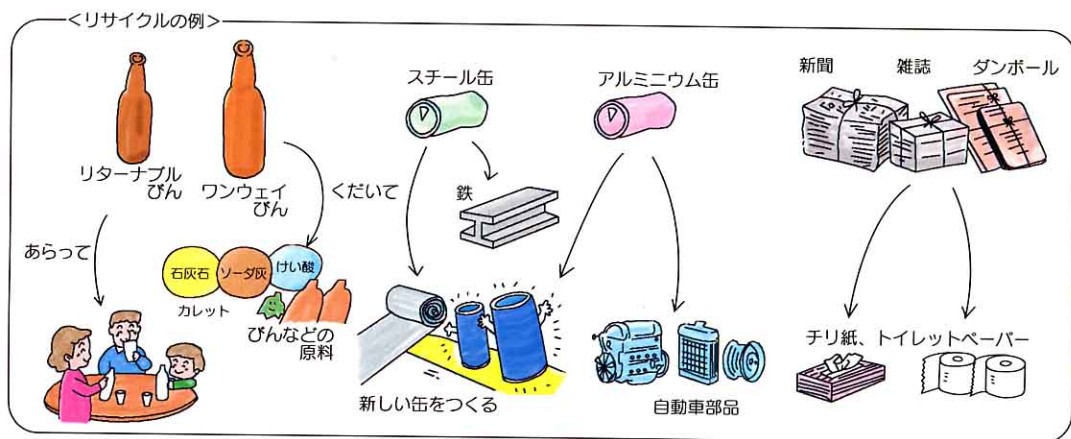 <リサイクルの例>
リターナブル
びん
ワンウェイ
びん
あらって
くだいて
石灰石
ソーダ灰
けい酸
カレット
びんなどの
原料
スチール缶
鉄
アルミニウム缶
新しい缶をつくる
自動車部品
新聞
雑誌
ダンボール
チリ紙、トイレットペーパー